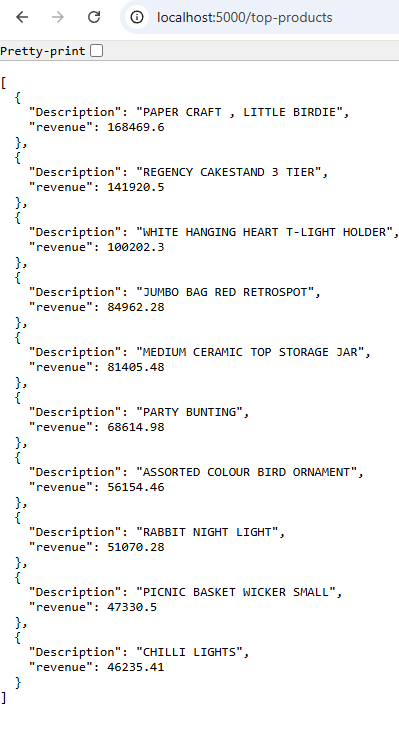 localhost:5000/top-products
Pretty-print
[
  {
    "Description": "PAPER CRAFT , LITTLE BIRDIE",
    "revenue": 168469.6
  },
  {
    "Description": "REGENCY CAKESTAND 3 TIER",
    "revenue": 141920.5
  },
  {
    "Description": "WHITE HANGING HEART T-LIGHT HOLDER",
    "revenue": 100202.3
  },
  {
    "Description": "JUMBO BAG RED RETROSPOT",
    "revenue": 84962.28
  },
  {
    "Description": "MEDIUM CERAMIC TOP STORAGE JAR",
    "revenue": 81405.48
  },
  {
    "Description": "PARTY BUNTING",
    "revenue": 68614.98
  },
  {
    "Description": "ASSORTED COLOUR BIRD ORNAMENT",
    "revenue": 56154.46
  },
  {
    "Description": "RABBIT NIGHT LIGHT",
    "revenue": 51070.28
  },
  {
    "Description": "PICNIC BASKET WICKER SMALL",
    "revenue": 47330.5
  },
  {
    "Description": "CHILLI LIGHTS",
    "revenue": 46235.41
  }
]